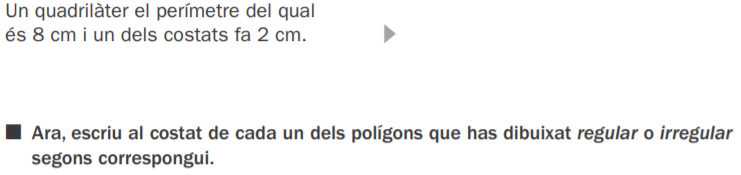 Un quadrilàter el perímetre del qual
és 8 cm i un dels costats fa 2 cm.
Ara, escriu al costat de cada un dels polígons que has dibuixat regular o irregular
segons correspongui.